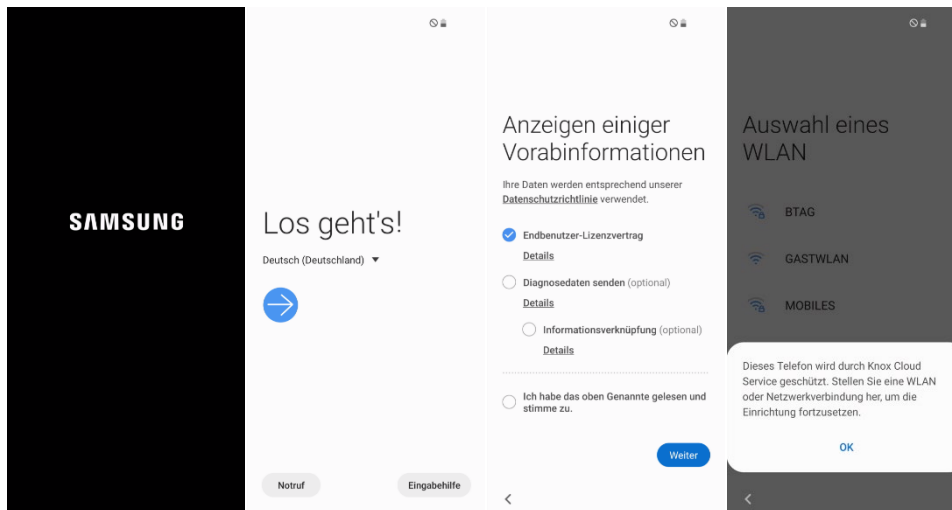 SAMSUNG
Los geht's!
Deutsch (Deutschland)
Notruf
Eingabehilfe
Anzeigen einiger
Vorabinformationen
Ihre Daten werden entsprechend unserer
Datenschutzrichtlinie verwendet.
Endbenutzer-Lizenzvertrag
Details
Diagnosedaten senden (optional)
Details
Informationsverknüpfung (optional)
Details
Ich habe das oben Genannte gelesen und
stimme zu.
Weiter
Auswahl eines
WLAN
BTAG
GASTWLAN
MOBILES
Dieses Telefon wird durch Knox Cloud
Service geschützt. Stellen Sie eine WLAN
oder Netzwerkverbindung her, um die
Einrichtung fortzusetzen.
OK